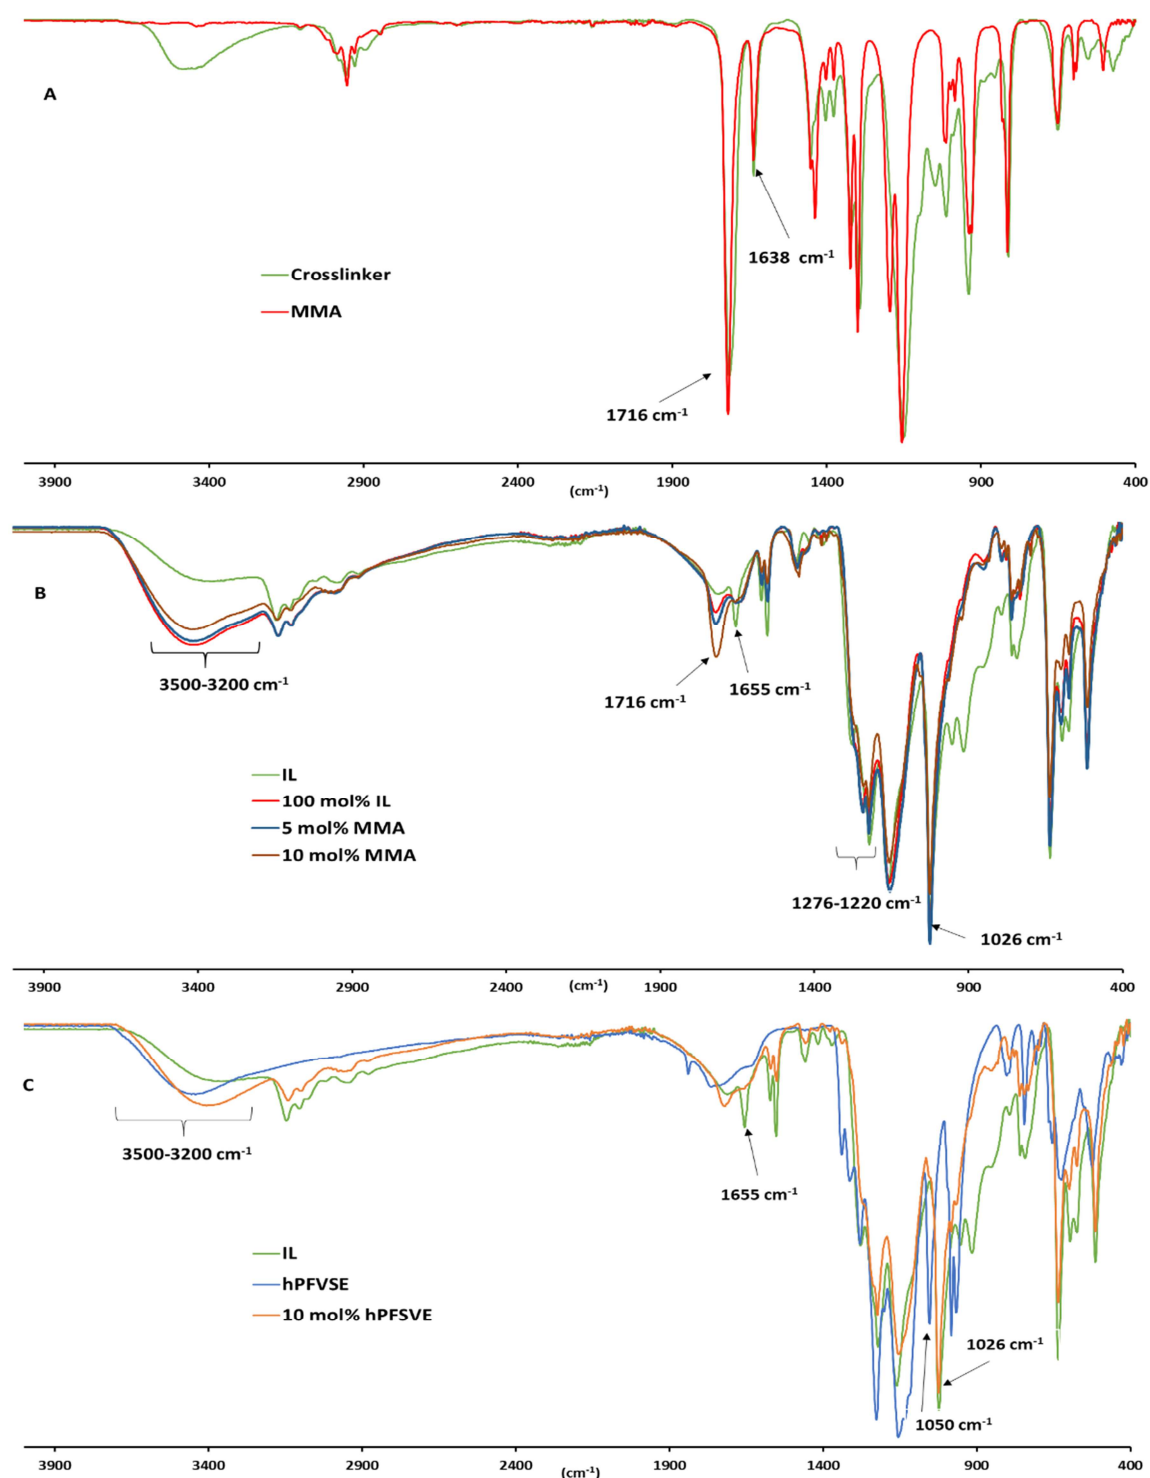 A
1638 cm-1
Crosslinker
MMA
1716 cm-1
3900 3400 2900 2400 1900 1400 900 400
(cm-1)
B
3500-3200 cm-1
1716 cm-1
1655 cm-1
IL
100 mol% IL
5 mol% MMA
10 mol% MMA
1276-1220 cm-1
1026 cm-1
3900 3400 2900 2400 1900 1400 900 400
(cm-1)
C
3500-3200 cm-1
1655 cm-1
IL
hPFVSE
10 mol% hPFSVE
1026 cm-1
1050 cm-1
3900 3400 2900 2400 1900 1400 900 400
(cm-1)